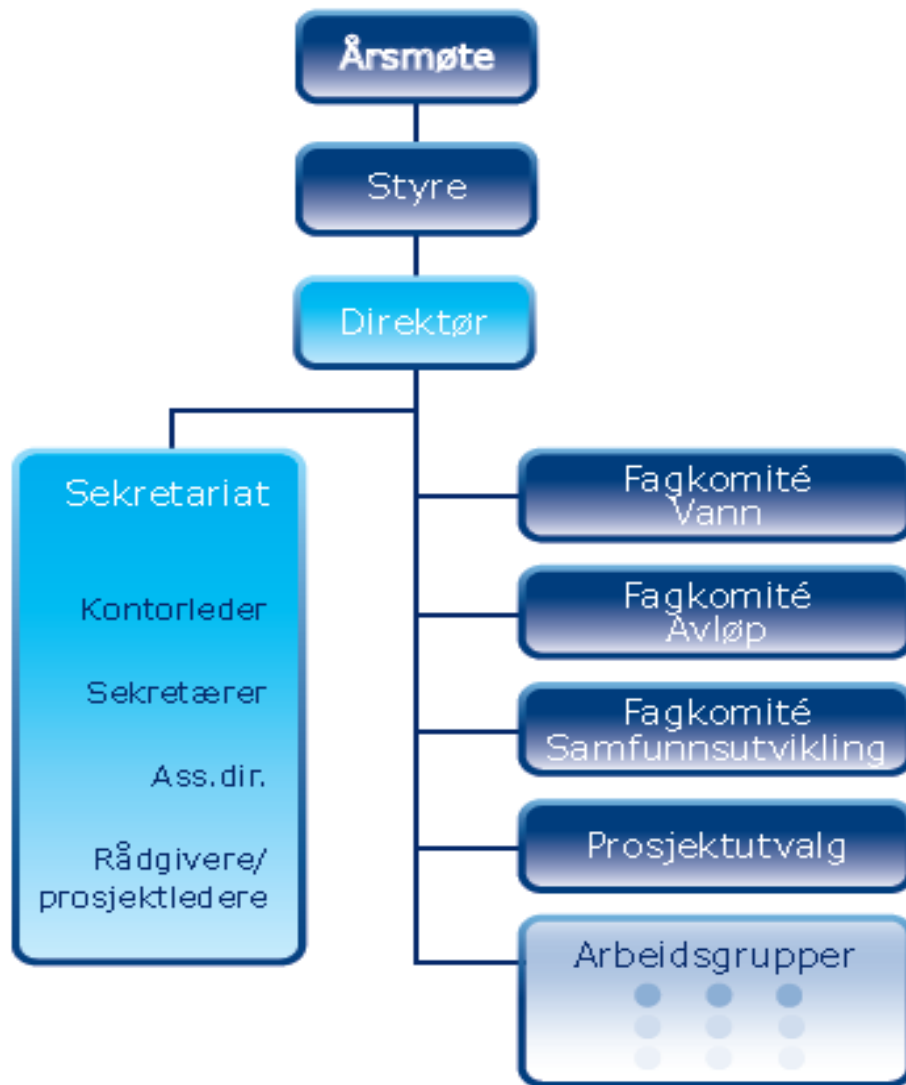 Årsmøte
Styre
Direktør
Sekretariat
Kontorleder
Sekretærer
Ass.dir.
Rådgivere/
prosjektledere
Fagkomité
Vann
Fagkomité
Avløp
Fagkomité
Samfunnsutvikling
Prosjektutvalg
Arbeidsgrupper